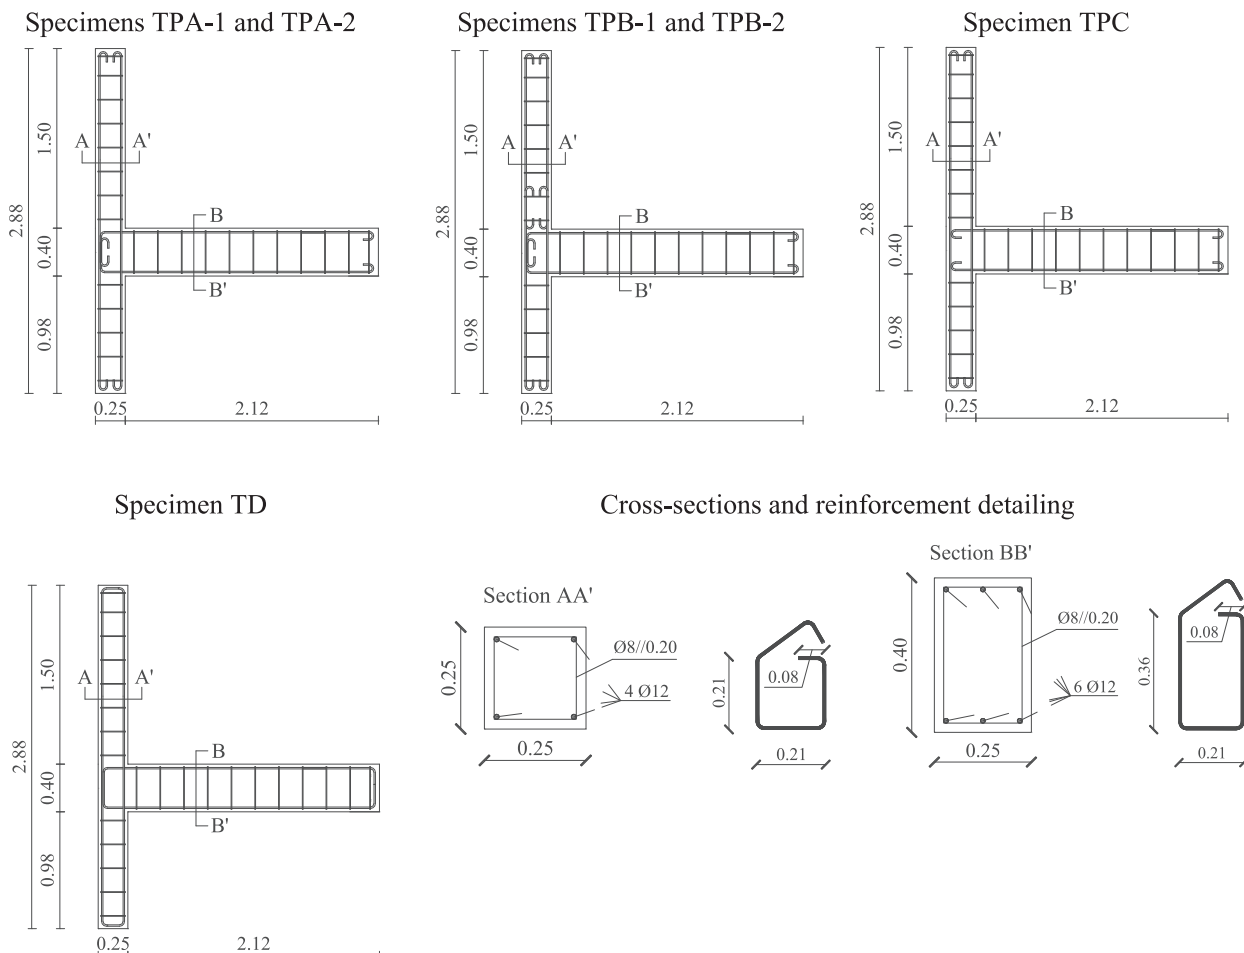 Specimens TPA-1 and TPA-2
Specimens TPB-1 and TPB-2
Specimen TPC
A A'
1.50
2.88
B
0.40
B'
0.98
0.25 2.12
A A'
1.50
2.88
B
0.40
B'
0.98
0.25 2.12
A A'
1.50
2.88
B
0.40
B'
0.98
0.25 2.12
Specimen TD
A A'
1.50
2.88
B
0.40
B'
0.98
0.25 2.12
Cross-sections and reinforcement detailing
Section AA'
0.25
Ø8//0.20
4 Ø12
0.25
0.21
0.08
0.21
Section BB'
0.40
Ø8//0.20
6 Ø12
0.25
0.36
0.08
0.21